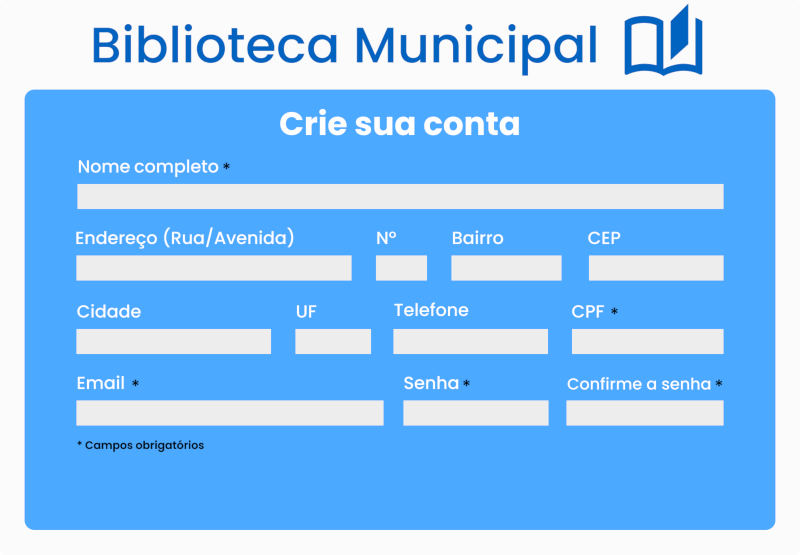 Biblioteca Municipal
Crie sua conta
Nome completo *
Endereço (Rua/Avenida) Nº Bairro CEP
Cidade UF Telefone CPF *
Email * Senha * Confirme a senha *
* Campos obrigatórios